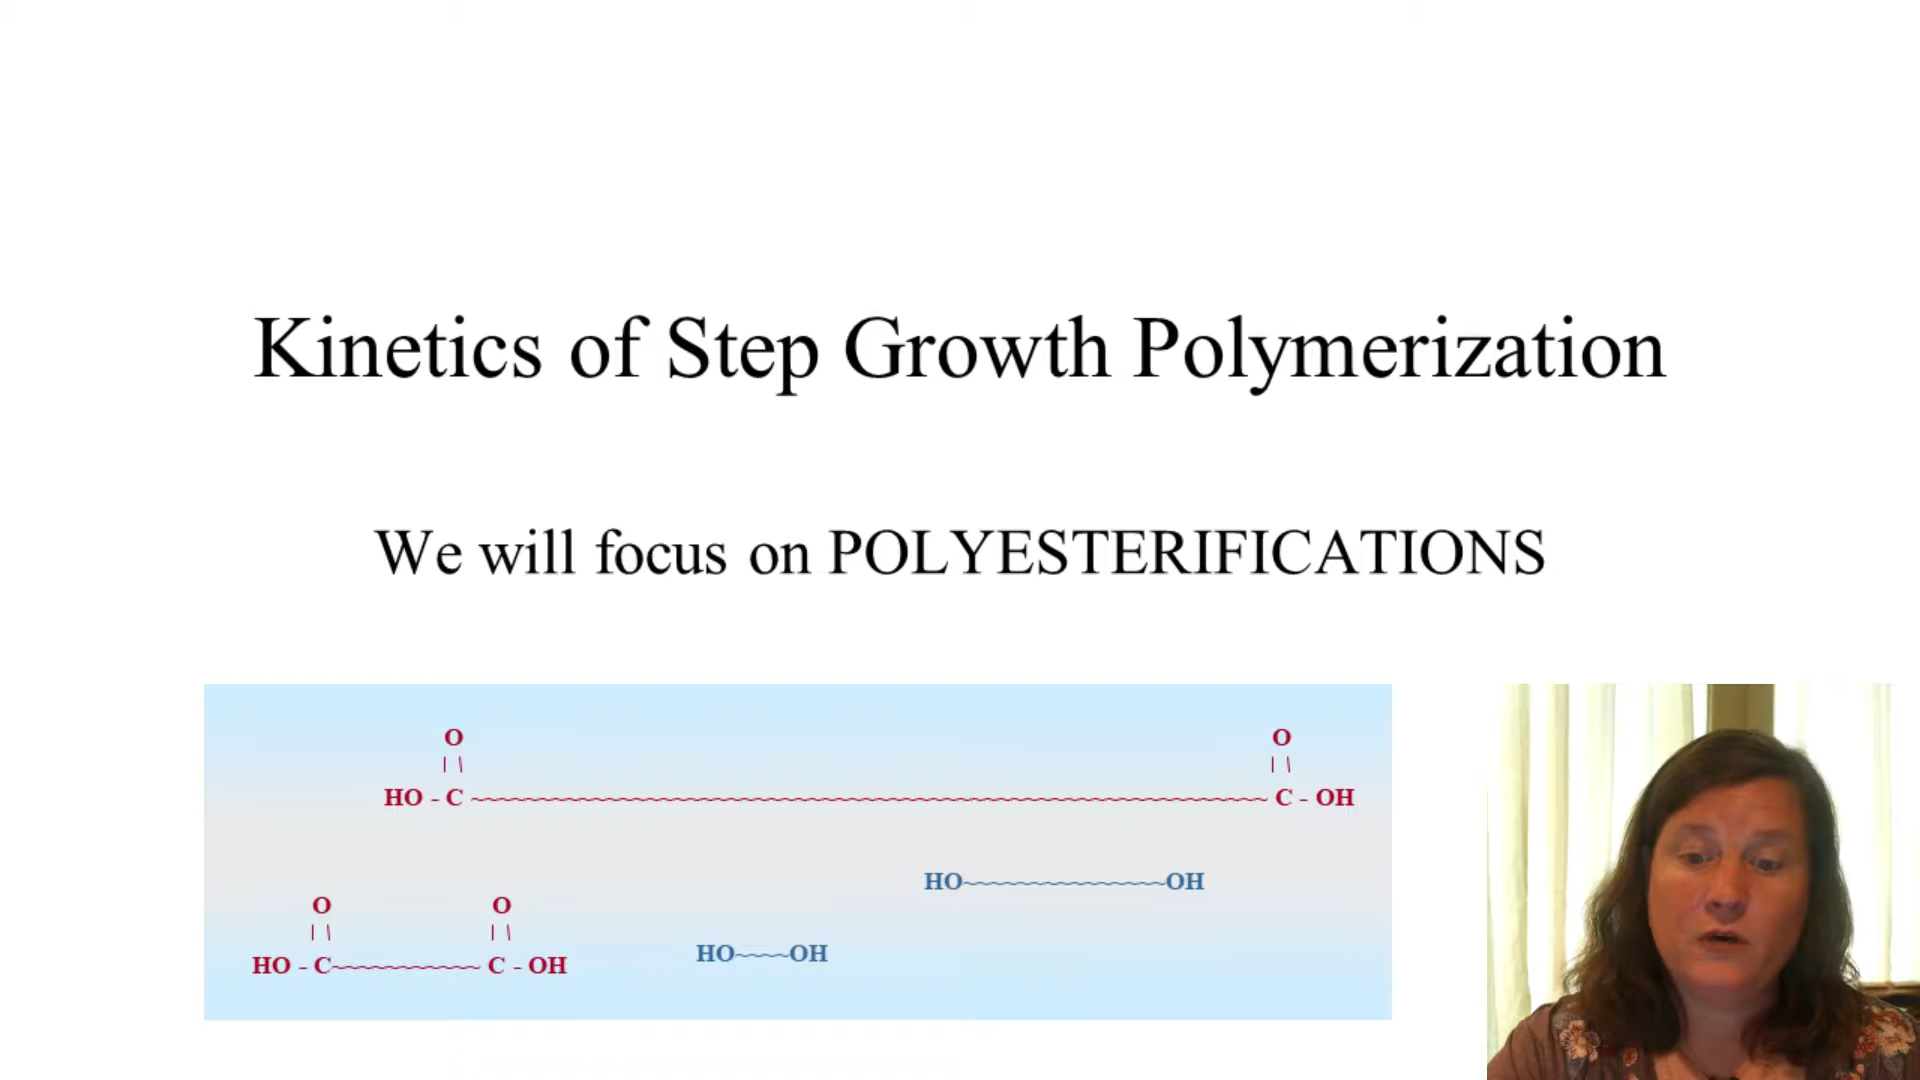 Kinetics of Step Growth Polymerization
We will focus on POLYESTERIFICATIONS
O O
HO - C ~~~~~~~~~~~~~~~~~~~~~~~~~~~~~~~~ C - OH
HO~~~~~~~~~~OH
O O
HO - C~~~~~~~~~~ C - OH
HO~~~~OH